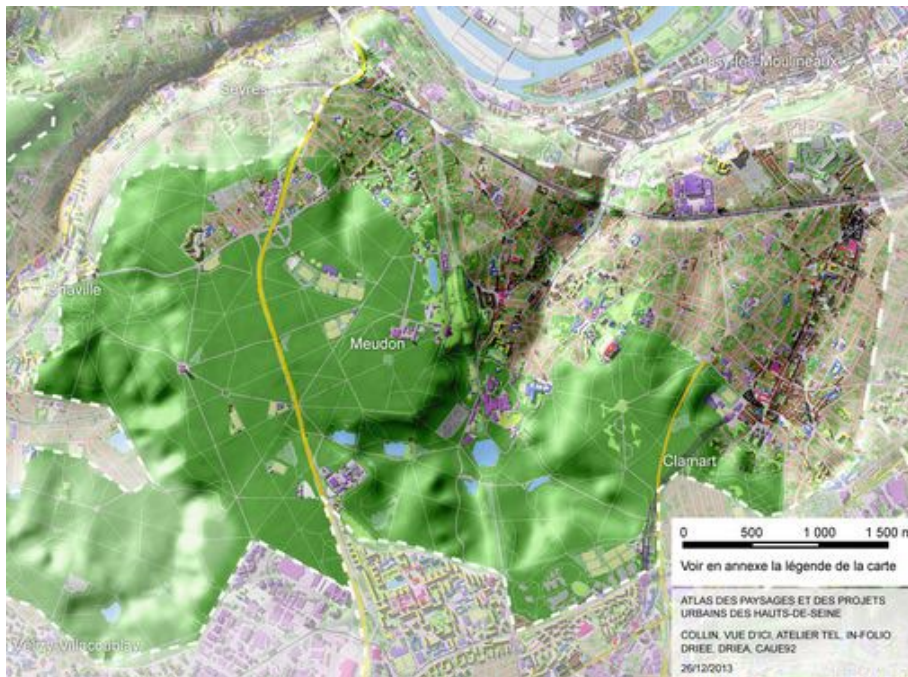 Sèvres
Issy-les-Moulineaux
Chaville
Meudon
Clamart
0 500 1 000 1 500 m
Voir en annexe la légende de la carte
ATLAS DES PAYSAGES ET DES PROJETS
URBAINS DES HAUTS-DE-SEINE
COLLIN, VUE D'ICI, ATELIER TEL, IN-FOLIO
DRIEE, DRIEA, CAUE92
26/12/2013
Vélizy-Villacoublay